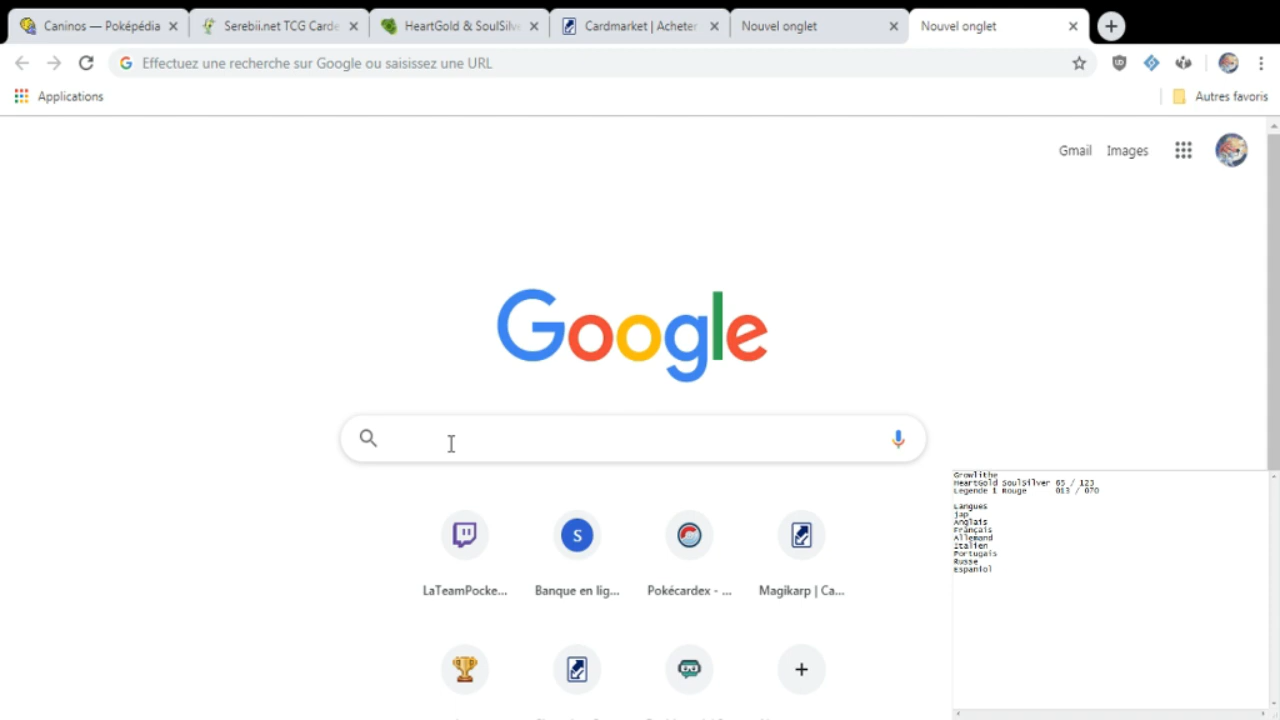 Caninos — Poképédia
Serebii.net TCG Carde
HeartGold & SoulSilv
Cardmarket | Acheter
Nouvel onglet
Nouvel onglet
Effectuez une recherche sur Google ou saisissez une URL
Applications
Autres favoris
Gmail
Images
Google
LaTeamPocke...
S
Banque en lig...
Pokécardex - ...
Magikarp | Ca...
Growlithe
HeartGold SoulSilver 65 / 123
Legende 1 Rouge 013 / 070
Langues
jap
Anglais
Français
Allemand
Italien
Portugais
Russe
Espaniol